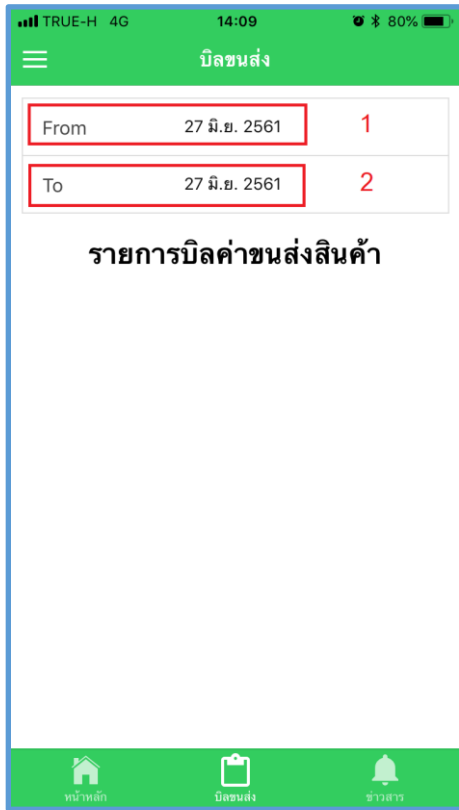 TRUE-H 4G 14:09 80%
บิลขนส่ง
From 27 มิ.ย. 2561 1
To 27 มิ.ย. 2561 2
รายการบิลค่าขนส่งสินค้า
หน้าหลัก บิลขนส่ง ข่าวสาร